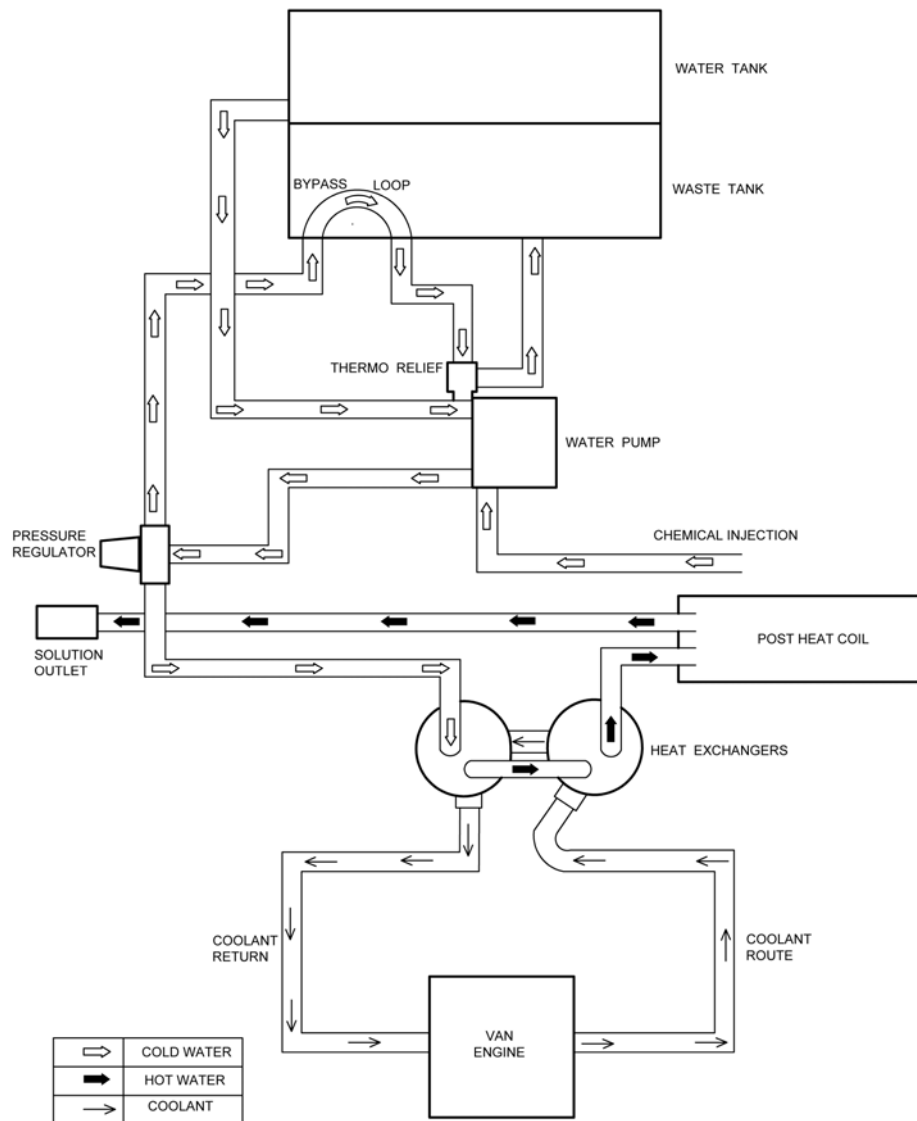 WATER TANK
WASTE TANK
BYPASS LOOP
THERMO RELIEF
WATER PUMP
PRESSURE
REGULATOR
CHEMICAL INJECTION
SOLUTION
OUTLET
POST HEAT COIL
HEAT EXCHANGERS
COOLANT
RETURN
COOLANT
ROUTE
VAN
ENGINE
COLD WATER
HOT WATER
COOLANT